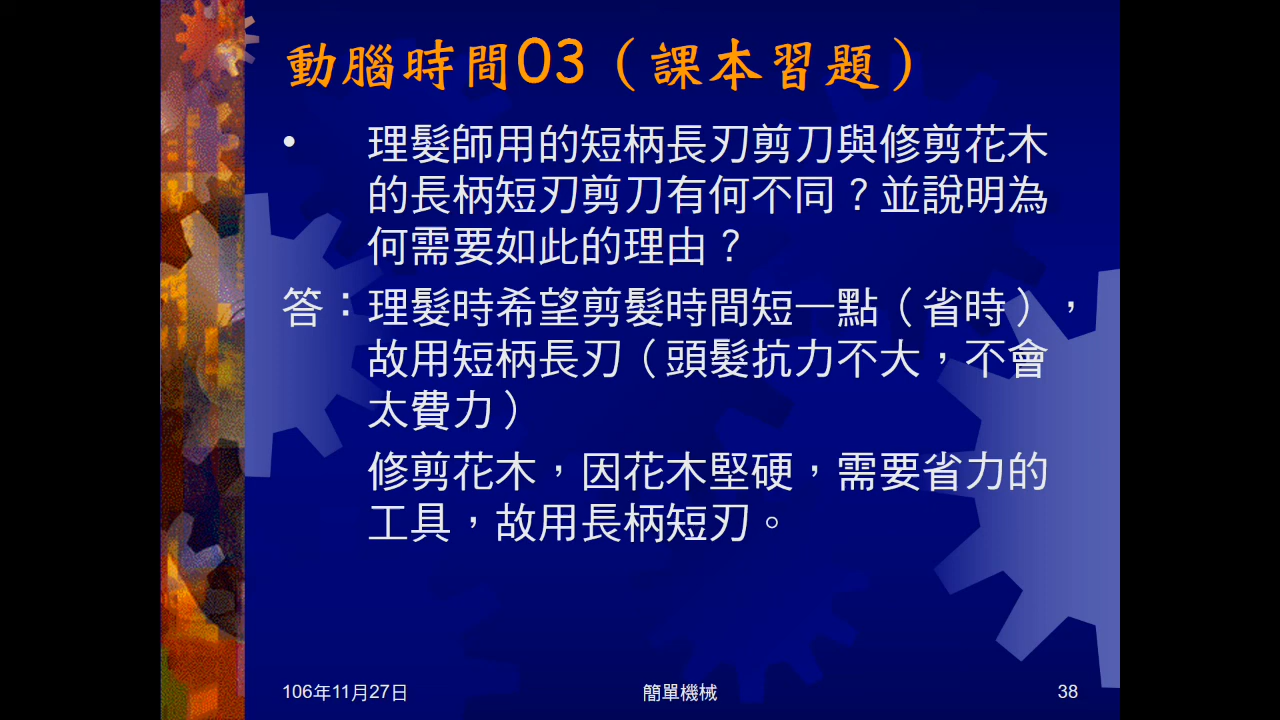 動腦時間03（課本習題）
• 理髮師用的短柄長刃剪刀與修剪花木
的長柄短刃剪刀有何不同？並說明為
何需要如此的理由？
答：理髮時希望剪髮時間短一點（省時），
故用短柄長刃（頭髮抗力不大，不會
太費力）
修剪花木，因花木堅硬，需要省力的
工具，故用長柄短刃。
106年11月27日 簡單機械 38